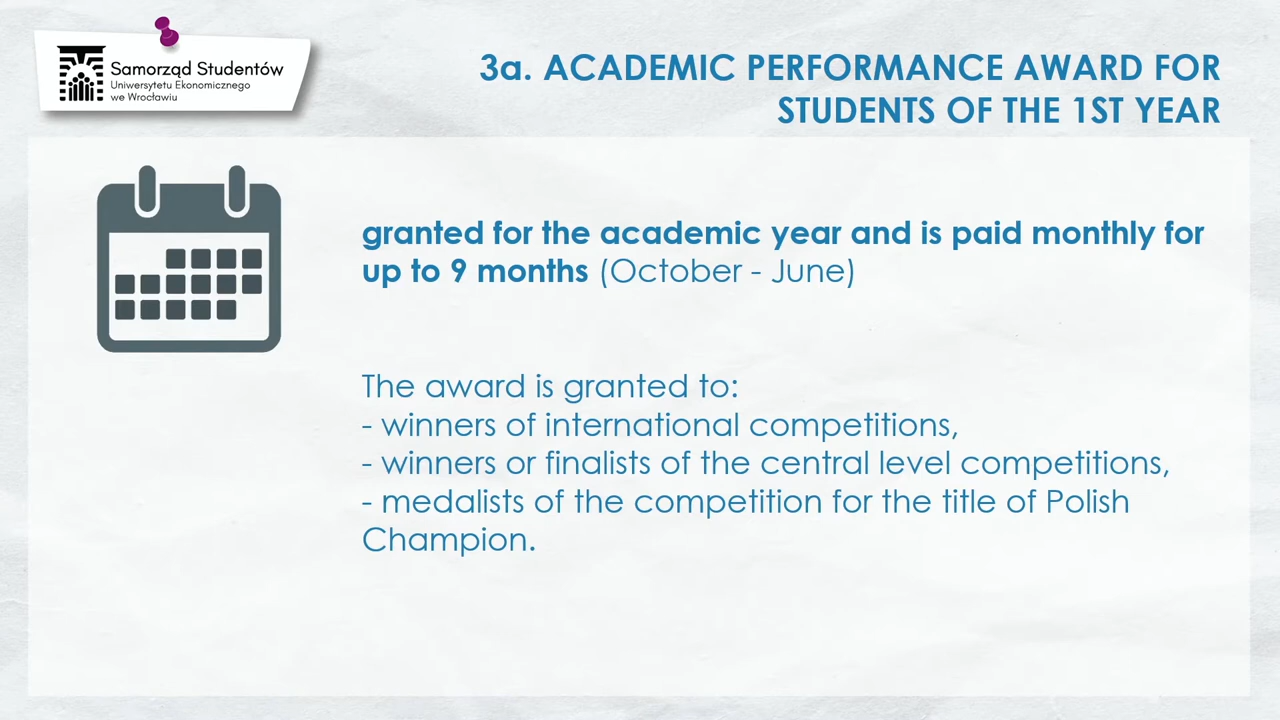 Samorząd Studentów
Uniwersytetu Ekonomicznego
we Wrocławiu
3a. ACADEMIC PERFORMANCE AWARD FOR
STUDENTS OF THE 1ST YEAR
granted for the academic year and is paid monthly for
up to 9 months (October - June)
The award is granted to:
- winners of international competitions,
- winners or finalists of the central level competitions,
- medalists of the competition for the title of Polish
Champion.